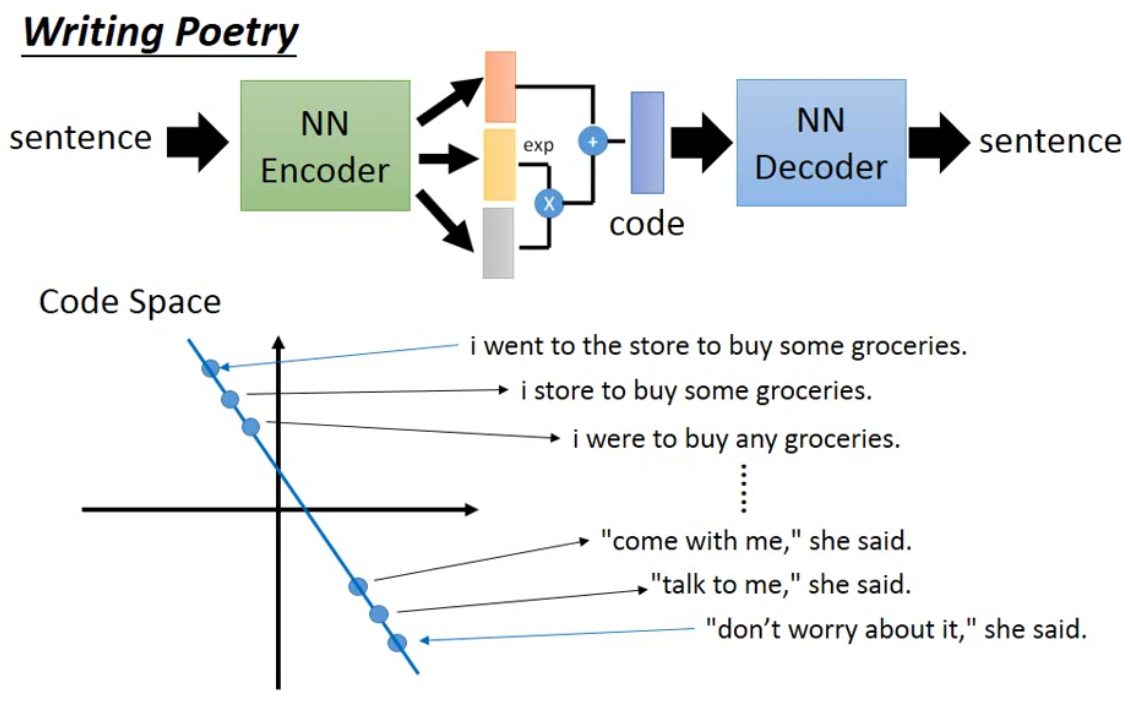 Writing Poetry
sentence
NN
Encoder
exp
+
X
code
NN
Decoder
sentence
Code Space
i went to the store to buy some groceries.
i store to buy some groceries.
i were to buy any groceries.
"come with me," she said.
"talk to me," she said.
"don’t worry about it," she said.